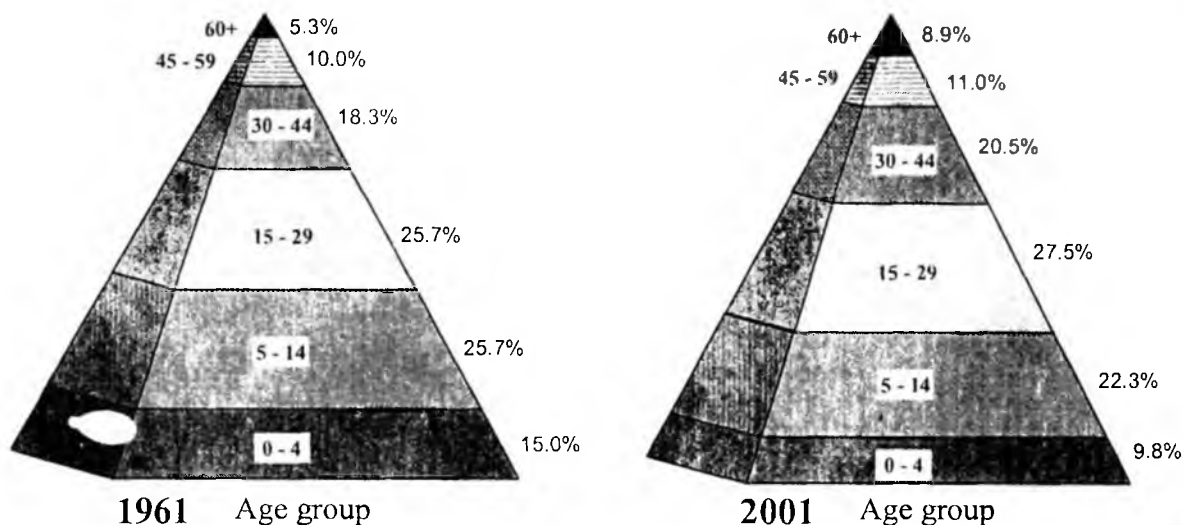 60+ 5.3%
45 - 59 10.0%
30 - 44 18.3%
15 - 29 25.7%
5 - 14 25.7%
0 - 4 15.0%
1961 Age group
60+ 8.9%
45 - 59 11.0%
30 - 44 20.5%
15 - 29 27.5%
5 - 14 22.3%
0 - 4 9.8%
2001 Age group